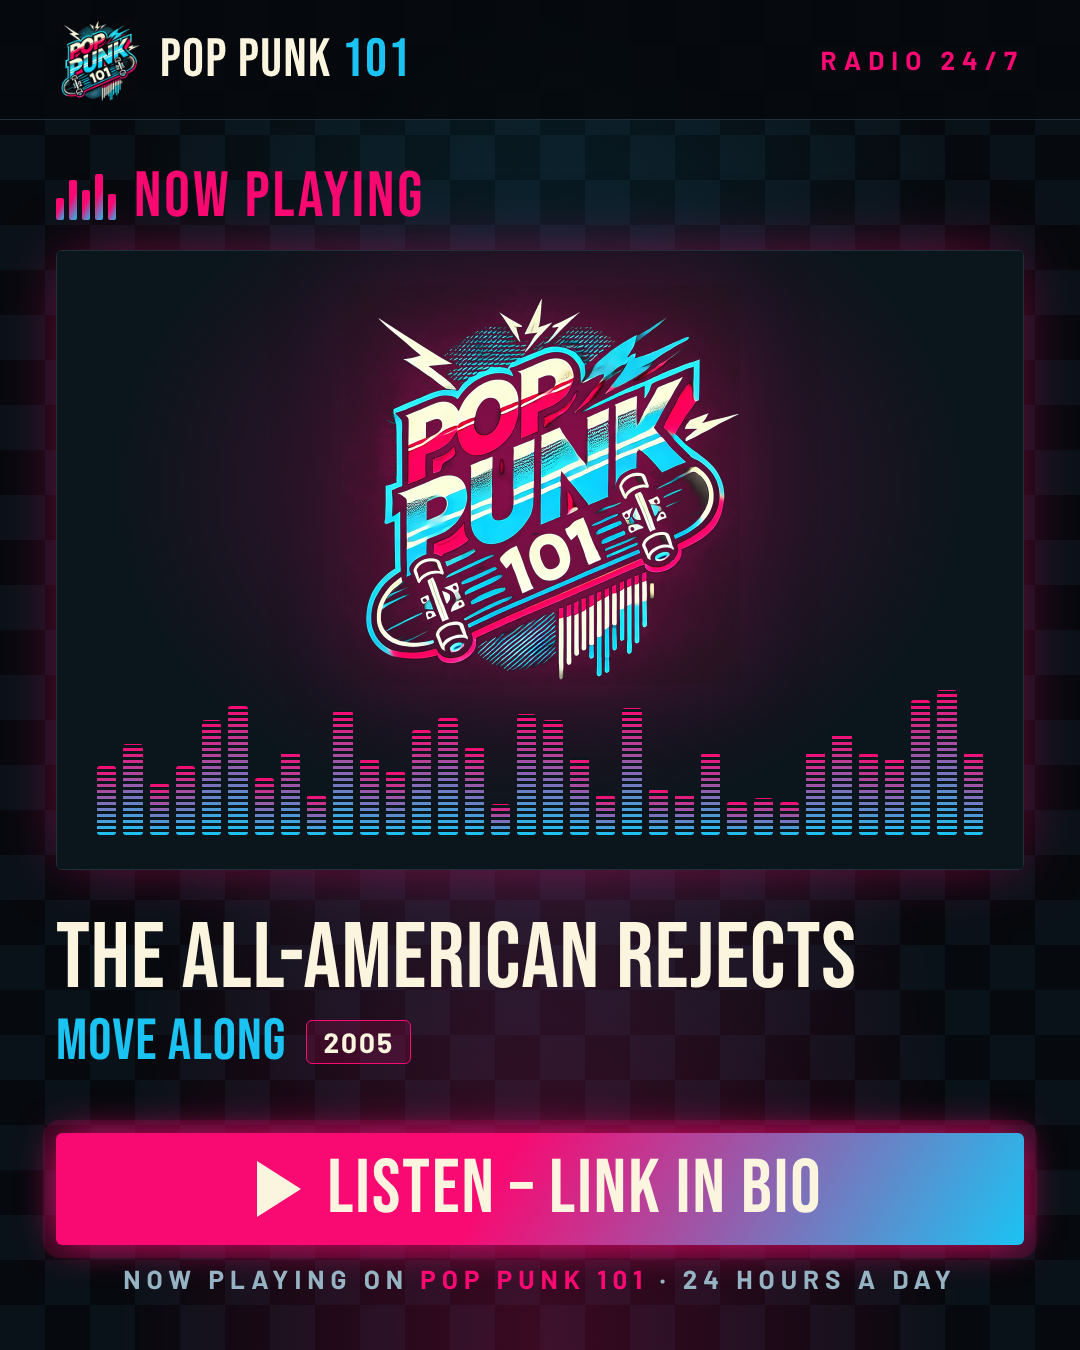 POP
PUNK
101
POP PUNK 101
RADIO 24/7
NOW PLAYING
POP
PUNK
101
THE ALL-AMERICAN REJECTS
MOVE ALONG
2005
LISTEN – LINK IN BIO
NOW PLAYING ON POP PUNK 101 · 24 HOURS A DAY